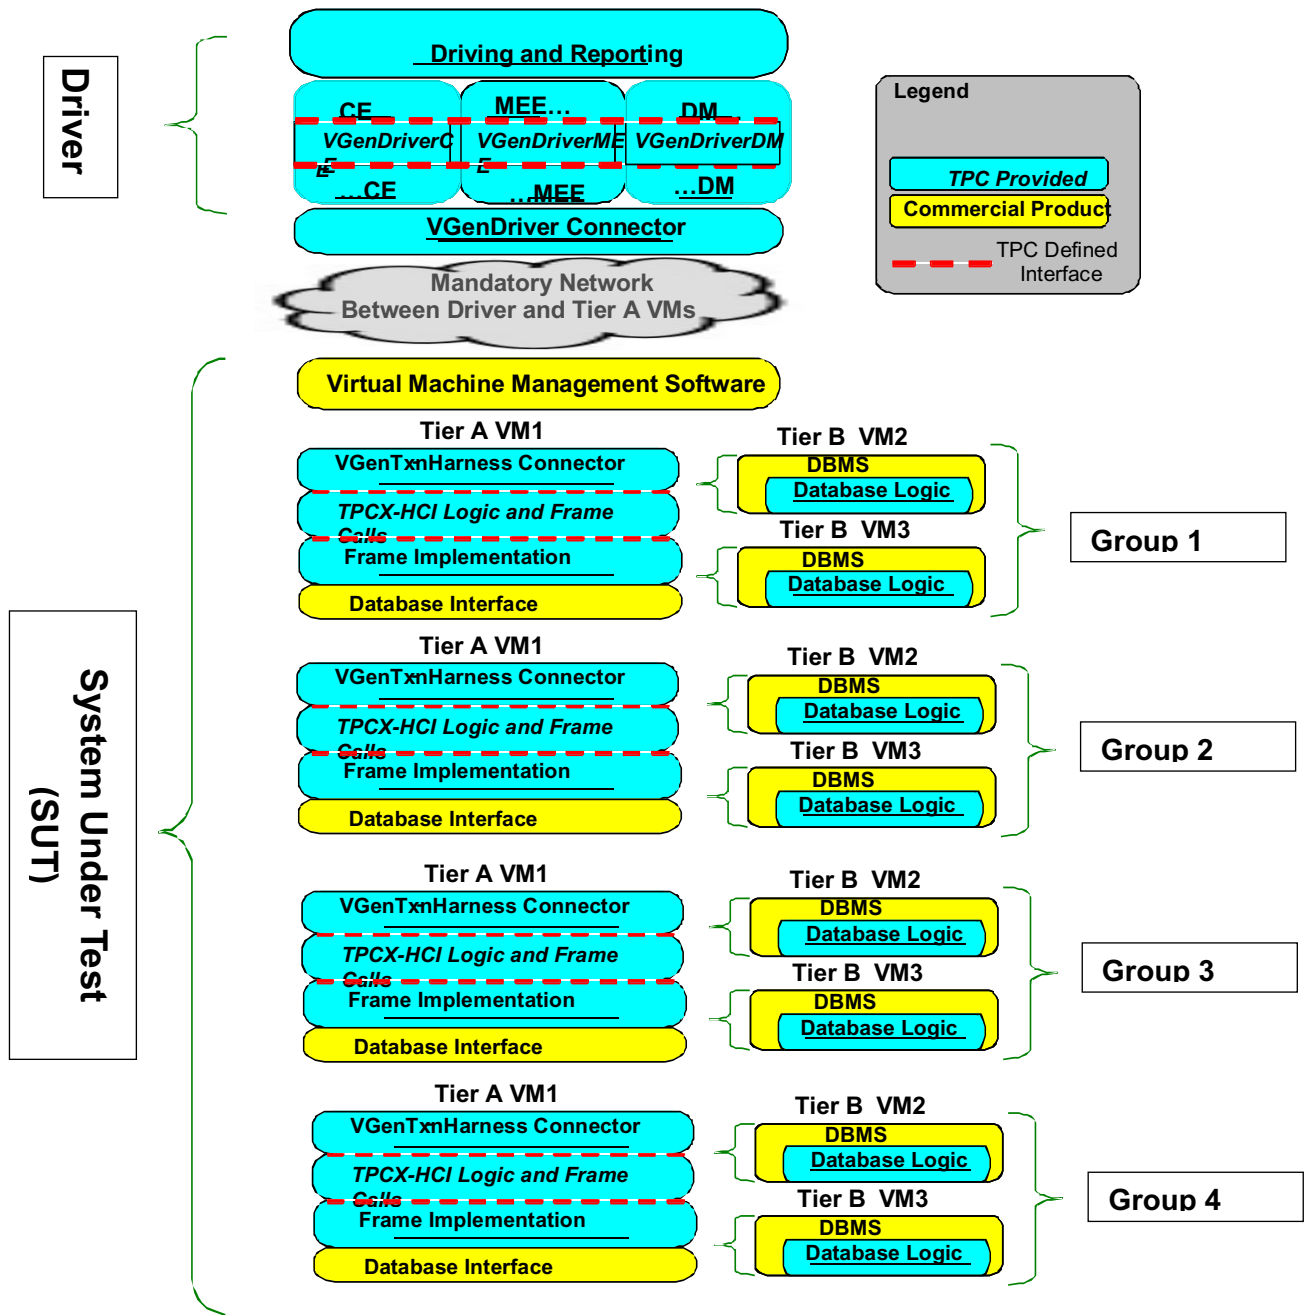 Driver
Driving and Reporting
CE...
MEE...
DM...
VGenDriverC
E
VGenDriverME
E
VGenDriverDM
...CE
...MEE
...DM
VGenDriver Connector
Legend
TPC Provided
Commercial Product
TPC Defined
Interface
Mandatory Network
Between Driver and Tier A VMs
System Under Test
(SUT)
Virtual Machine Management Software
Tier A VM1
VGenTxnHarness Connector
TPCX-HCI Logic and Frame
Calls
Frame Implementation
Database Interface
Tier B VM2
DBMS
Database Logic
Tier B VM3
DBMS
Database Logic
Group 1
Tier A VM1
VGenTxnHarness Connector
TPCX-HCI Logic and Frame
Calls
Frame Implementation
Database Interface
Tier B VM2
DBMS
Database Logic
Tier B VM3
DBMS
Database Logic
Group 2
Tier A VM1
VGenTxnHarness Connector
TPCX-HCI Logic and Frame
Calls
Frame Implementation
Database Interface
Tier B VM2
DBMS
Database Logic
Tier B VM3
DBMS
Database Logic
Group 3
Tier A VM1
VGenTxnHarness Connector
TPCX-HCI Logic and Frame
Calls
Frame Implementation
Database Interface
Tier B VM2
DBMS
Database Logic
Tier B VM3
DBMS
Database Logic
Group 4